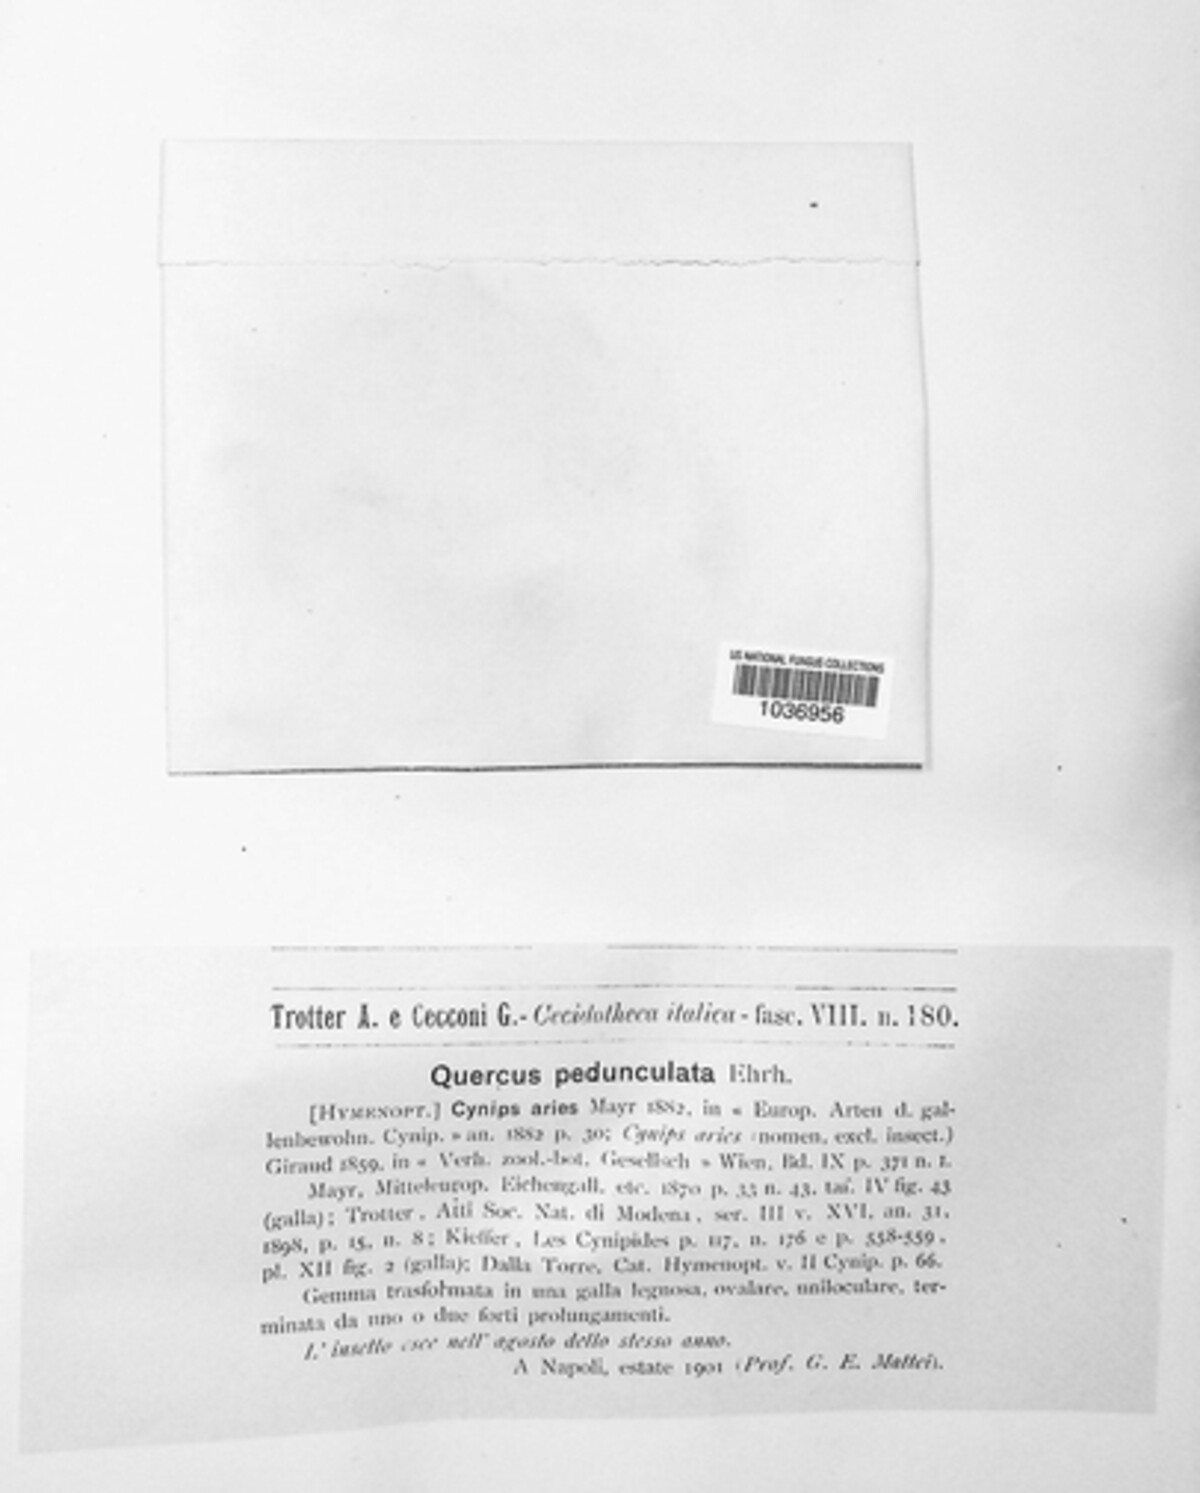 US NATIONAL FUNGUS COLLECTIONS
1036956
Trotter A. e Cecconi G.- Cecidotheca italica - fasc. VIII. n. 180.
Quercus pedunculata Ehrh.
[HYMENOPT.] Cynips aries Mayr 1882, in « Europ. Arten d. gal-
lenbewohn. Cynip. » an. 1882 p. 30; Cynips aries (nomen, excl. insect.)
Giraud 1859, in « Verh. zool.-bot. Gesellsch » Wien, Bd. IX p. 371 n. 1.
Mayr, Mitteleurop. Eichengall. etc. 1870 p. 33 n. 43, taf. IV fig. 43
(galla); Trotter, Atti Soc. Nat. di Modena, ser. III v. XVI, an. 31,
1898, p. 15, n. 8; Kieffer, Les Cynipides p. 117, n. 176 e p. 558-559,
pl. XII fig. 2 (galla); Dalla Torre, Cat. Hymenopt. v. II Cynip. p. 66.
Gemma trasformata in una galla legnosa, ovalare, uniloculare, ter-
minata da uno o due forti prolungamenti.
L' insetto esce nell' agosto dello stesso anno.
A Napoli, estate 1901 (Prof. G. E. Mattei).